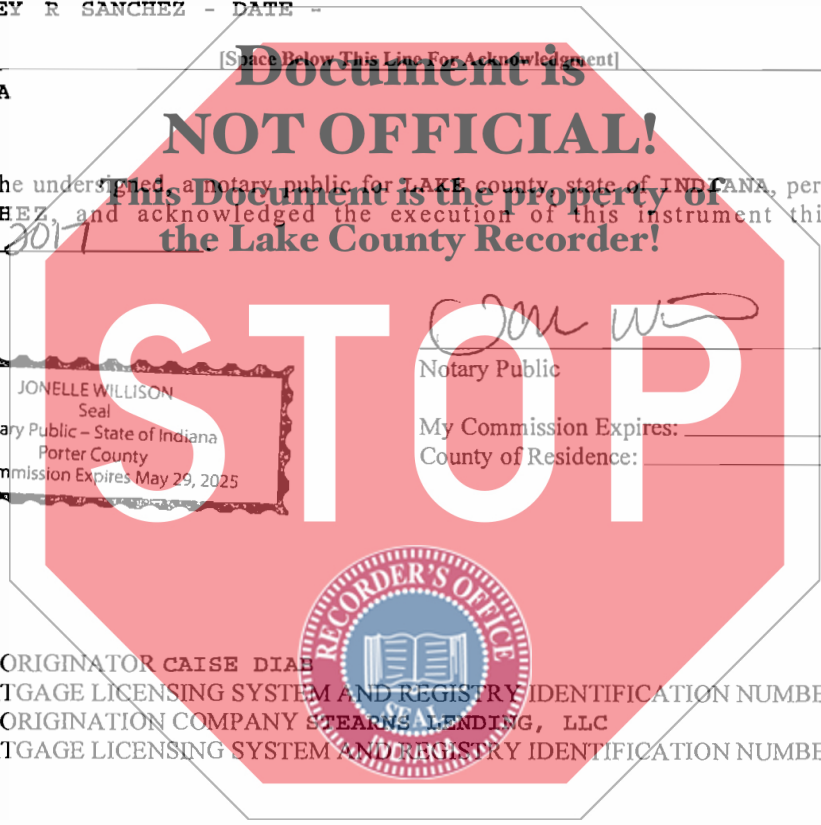 EY R SANCHEZ - DATE -
[Space Below This Line For Acknowledgment]
Document is
A
NOT OFFICIAL!
he undersigned, a notary public for LAKE county, state of INDIANA, per
This Document is the property of
HEZ, and acknowledged the execution of this instrument thi
2017
the Lake County Recorder!
STOP
Notary Public
JONELLE WILLISON
Seal
ary Public – State of Indiana
Porter County
mmission Expires May 29, 2025
My Commission Expires:
County of Residence:
RECORDER'S OFFICE
SEAL
ORIGINATOR CAISE DIAB
TGAGE LICENSING SYSTEM AND REGISTRY IDENTIFICATION NUMBE
ORIGINATION COMPANY STEARNS LENDING, LLC
TGAGE LICENSING SYSTEM AND REGISTRY IDENTIFICATION NUMBE